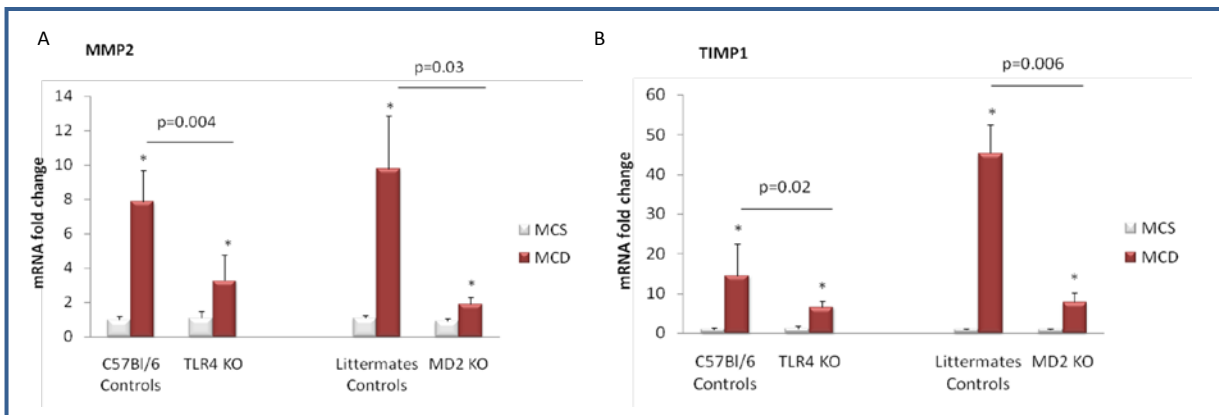 A
MMP2
mRNA fold change
14
12
10
8
6
4
2
0
p=0.004
p=0.03
*
*
*
*
C57Bl/6
Controls
TLR4 KO
Littermates
Controls
MD2 KO
MCS
MCD
B
TIMP1
mRNA fold change
60
50
40
30
20
10
0
p=0.02
p=0.006
*
*
*
*
C57Bl/6
Controls
TLR4 KO
Littermates
Controls
MD2 KO
MCS
MCD